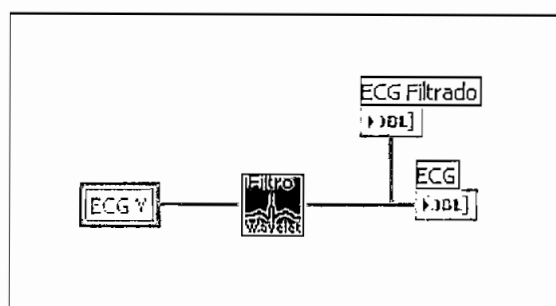 ECG Filtrado
DBL]
ECG
DBL]
Filtro
ECG Y
Wavelet